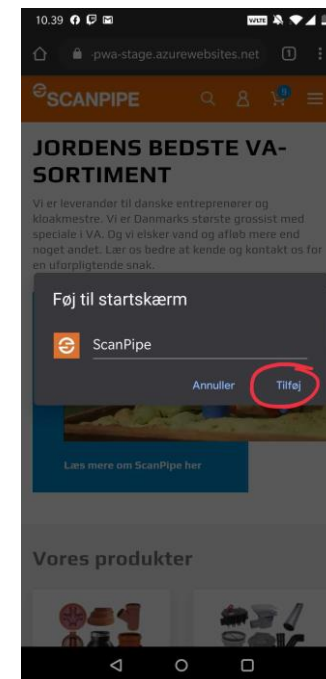 10.39
VoLTE
-pwa-stage.azurewebsites.net
1
SCANPIPE
JORDENS BEDSTE VA-
SORTIMENT
Vi er leverandør til danske entreprenører og
kloakmestre. Vi er Danmarks største grossist med
speciale i VA. Og vi elsker vand og afløb mere end
noget andet. Lær os bedre at kende og kontakt os for
en uforpligtende snak.
Føj til startskærm
ScanPipe
Annuller
Tilføj
Læs mere om ScanPipe her
Vores produkter